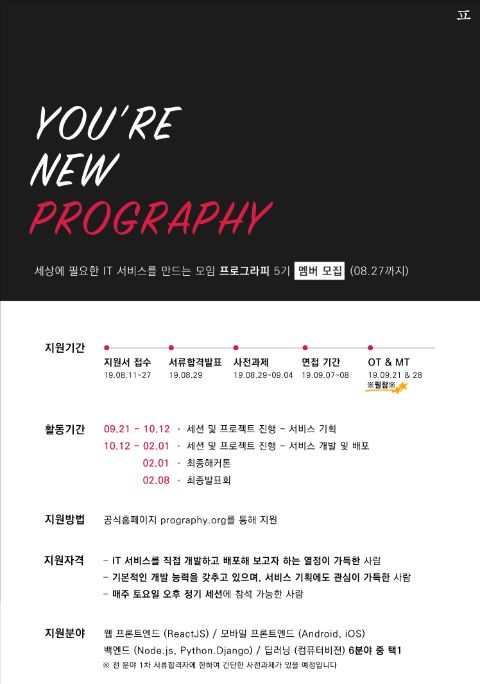 프
YOU'RE
NEW
PROGRAPHY
세상에 필요한 IT 서비스를 만드는 모임 프로그라피 5기 멤버 모집 (08.27까지)
지원기간
지원서 접수 서류합격발표 사전과제 면접 기간 OT & MT
19.08.11~27 19.08.29 19.08.29~09.04 19.09.07~08 19.09.21 & 28
※필참※
활동기간 09.21 - 10.12 · 세션 및 프로젝트 진행 - 서비스 기획
10.12 - 02.01 · 세션 및 프로젝트 진행 - 서비스 개발 및 배포
02.01 · 최종해커톤
02.08 · 최종발표회
지원방법 공식홈페이지 prography.org를 통해 지원
지원자격 - IT 서비스를 직접 개발하고 배포해 보고자 하는 열정이 가득한 사람
- 기본적인 개발 능력을 갖추고 있으며, 서비스 기획에도 관심이 가득한 사람
- 매주 토요일 오후 정기 세션에 참석 가능한 사람
지원분야 웹 프론트엔드 (ReactJS) / 모바일 프론트엔드 (Android, iOS)
백엔드 (Node.js, Python.Django) / 딥러닝 (컴퓨터비젼) 6분야 중 택1
※ 전 분야 1차 서류합격자에 한하여 간단한 사전과제가 있을 예정입니다